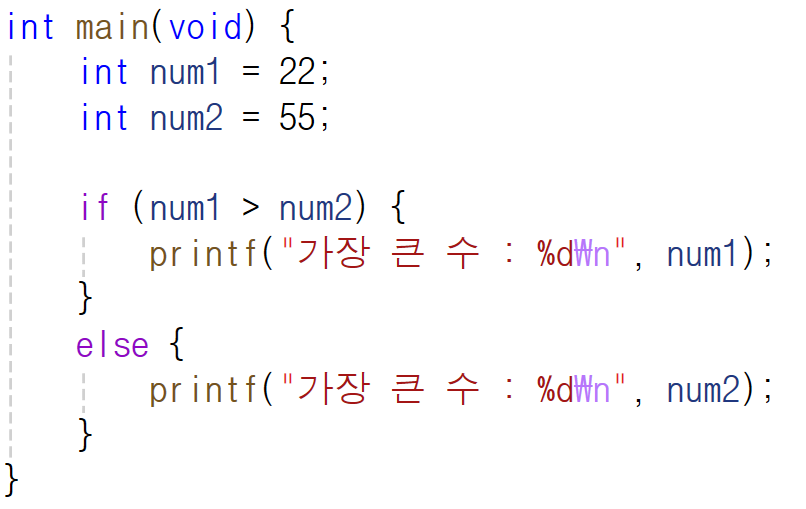 int main(void) {
    int num1 = 22;
    int num2 = 55;

    if (num1 > num2) {
        printf("가장 큰 수 : %d₩n", num1);
    }
    else {
        printf("가장 큰 수 : %d₩n", num2);
    }
}